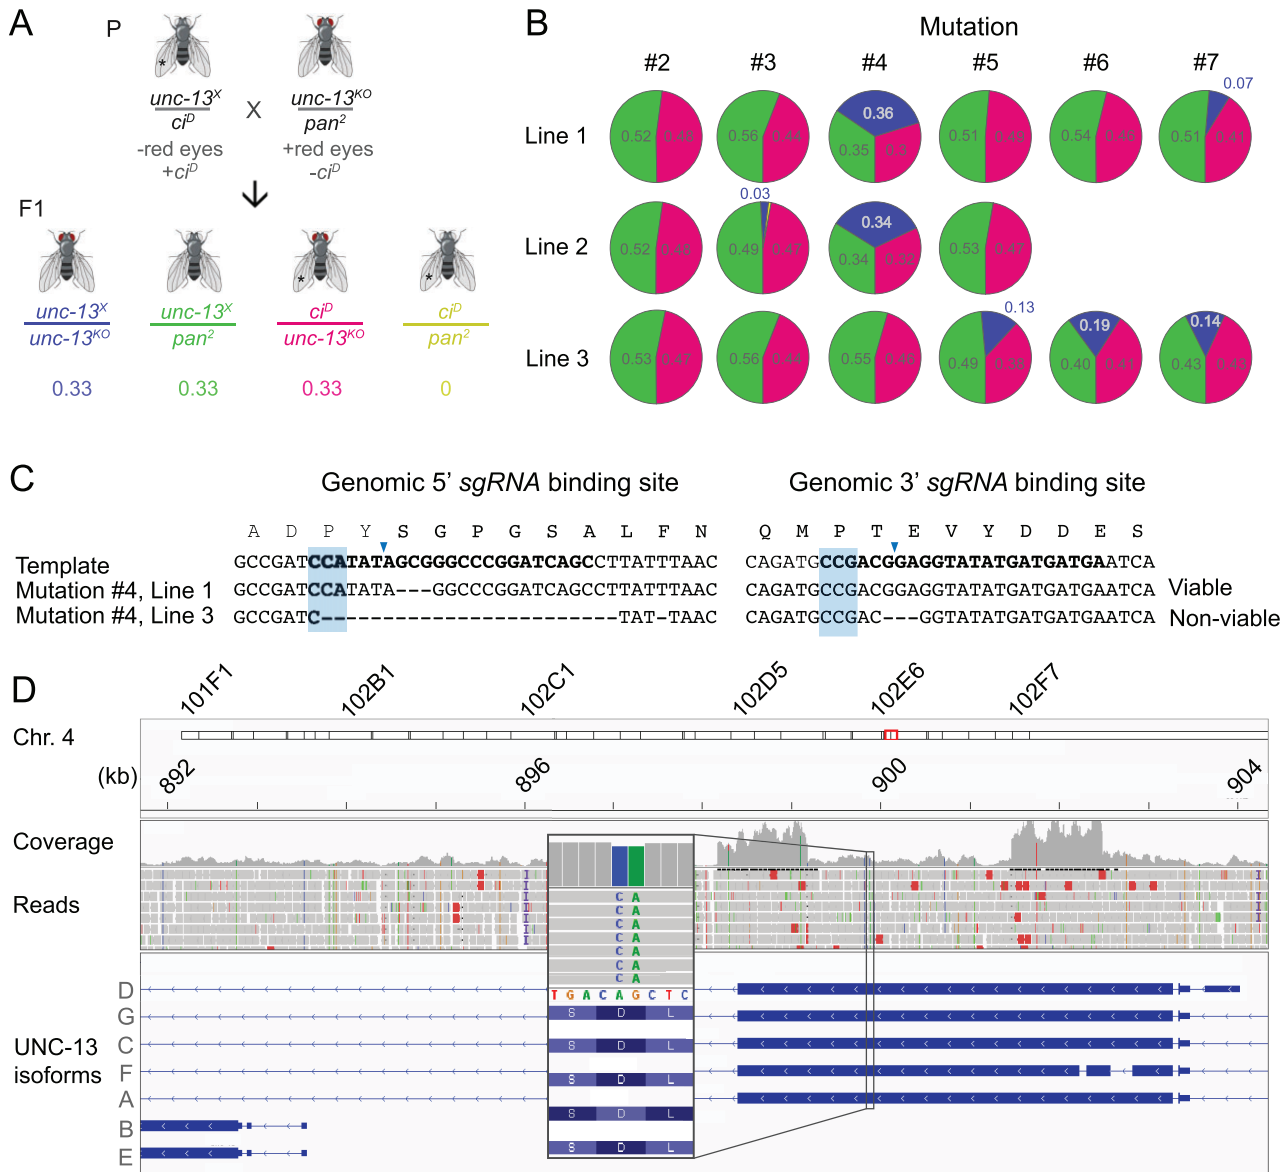 A
P
*
unc-13X
ciD
X
unc-13KO
pan2
-red eyes
+ciD
+red eyes
-ciD
F1
*
*
unc-13X
unc-13KO
unc-13X
pan2
ciD
unc-13KO
ciD
pan2
0.33
0.33
0.33
0
B
Mutation
#2 #3 #4 #5 #6 #7
Line 1
0.52 0.48
0.56 0.44
0.36
0.35 0.3
0.51 0.49
0.54 0.46
0.07
0.51 0.41
Line 2
0.52 0.48
0.03
0.49 0.47
0.34
0.34 0.32
0.53 0.47
Line 3
0.53 0.47
0.56 0.44
0.55 0.46
0.13
0.49 0.38
0.19
0.40 0.41
0.14
0.43 0.43
C
Genomic 5’ sgRNA binding site
Genomic 3’ sgRNA binding site
A D P Y S G P G S A L F N
Q M P T E V Y D D E S
Template GCCGATCCATATAGCGGGCCCGGATCAGCCTTATTTAAC CAGATGCCGACGGAGGTATATGATGATGAATCA
Mutation #4, Line 1 GCCGATCCATATA---GGCCCGGATCAGCCTTATTTAAC CAGATGCCGACGGAGGTATATGATGATGAATCA Viable
Mutation #4, Line 3 GCCGATC-----------------------TAT-TAAC CAGATGCCGAC---GGTATATGATGATGAATCA Non-viable
D
101F1 102B1 102C1 102D5 102E6 102F7
Chr. 4
(kb) 892 896 900 904
Coverage
Reads
C A
C A
C A
C A
C A
C A
C A
T G A C A G C T C
S D L
S D L
S D L
S D L
S D L
UNC-13
isoforms
D
G
C
F
A
B
E